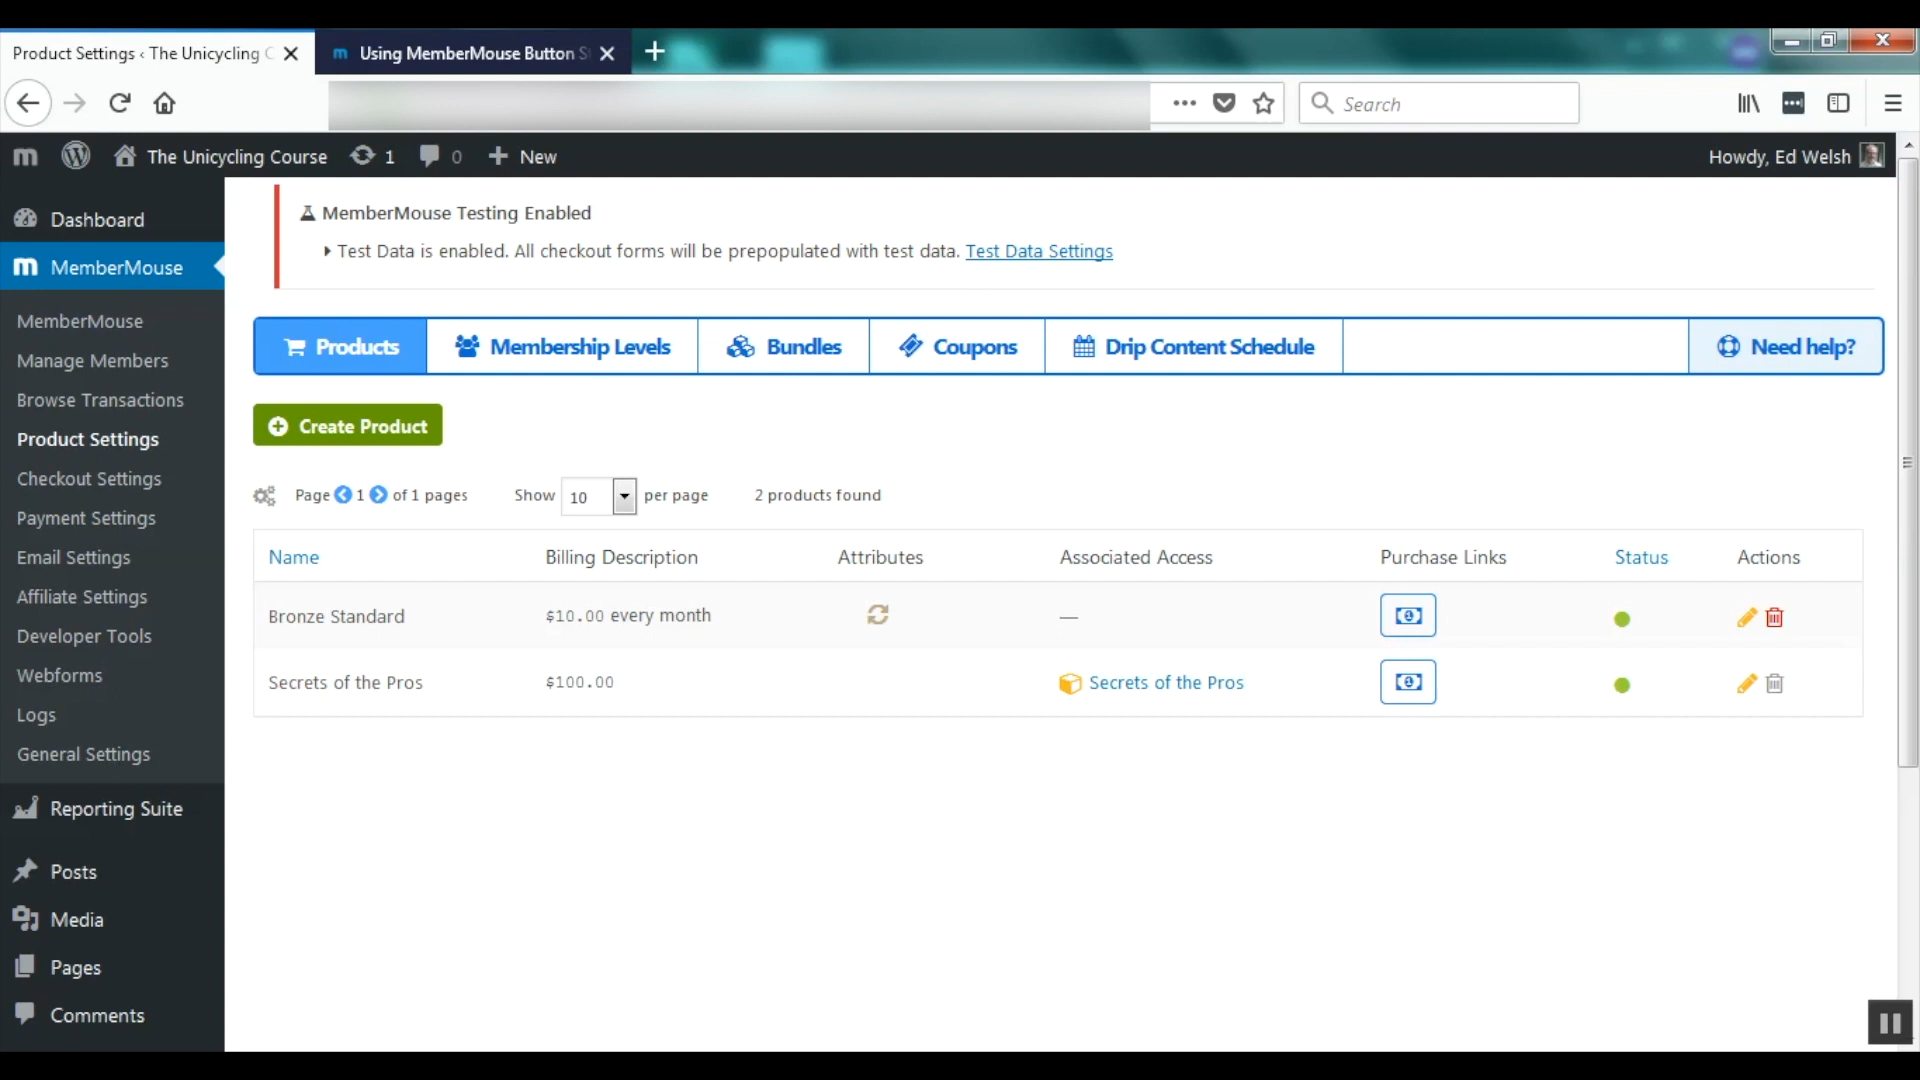 Product Settings ‹ The Unicycling C
Using MemberMouse Button S
Search
The Unicycling Course 1 0 New
Howdy, Ed Welsh
Dashboard
MemberMouse
MemberMouse
Manage Members
Browse Transactions
Product Settings
Checkout Settings
Payment Settings
Email Settings
Affiliate Settings
Developer Tools
Webforms
Logs
General Settings
Reporting Suite
Posts
Media
Pages
Comments
MemberMouse Testing Enabled
Test Data is enabled. All checkout forms will be prepopulated with test data. Test Data Settings
Products Membership Levels Bundles Coupons Drip Content Schedule Need help?
Create Product
Page 1 of 1 pages Show 10 per page 2 products found
Name Billing Description Attributes Associated Access Purchase Links Status Actions
Bronze Standard $10.00 every month —
Secrets of the Pros $100.00 Secrets of the Pros